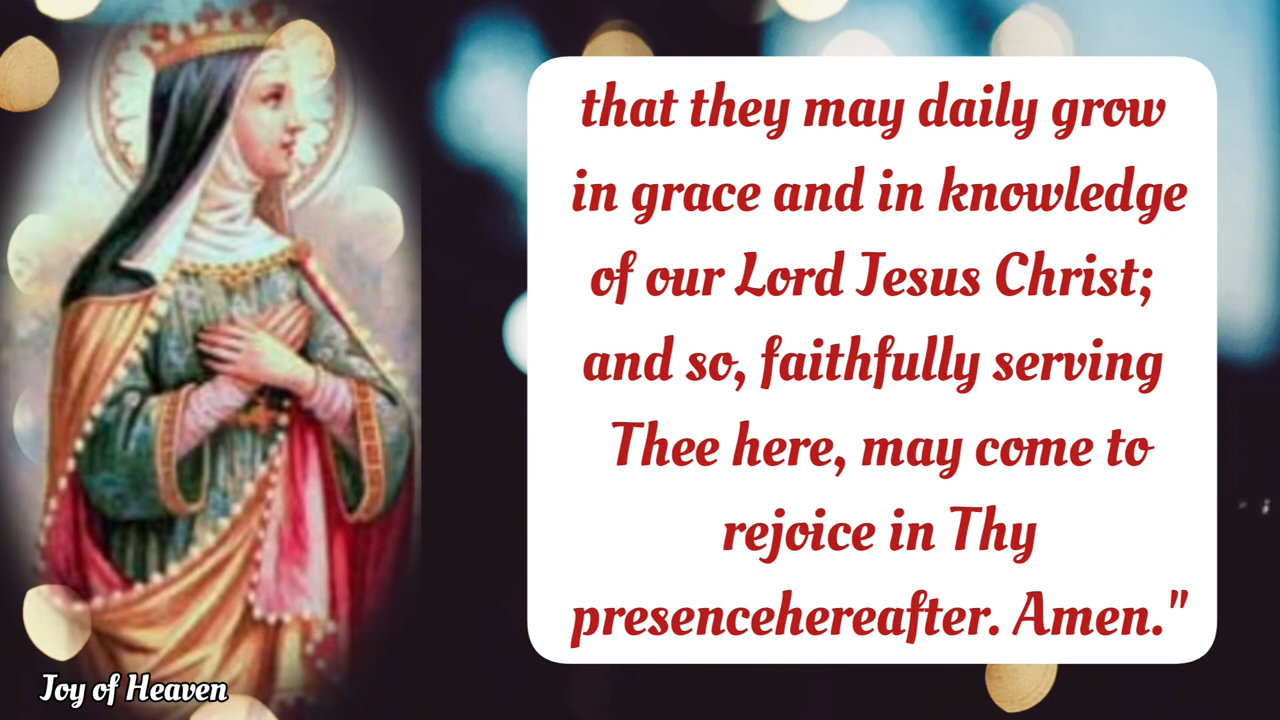 that they may daily grow
in grace and in knowledge
of our Lord Jesus Christ;
and so, faithfully serving
Thee here, may come to
rejoice in Thy
presencehereafter. Amen."
Joy of Heaven